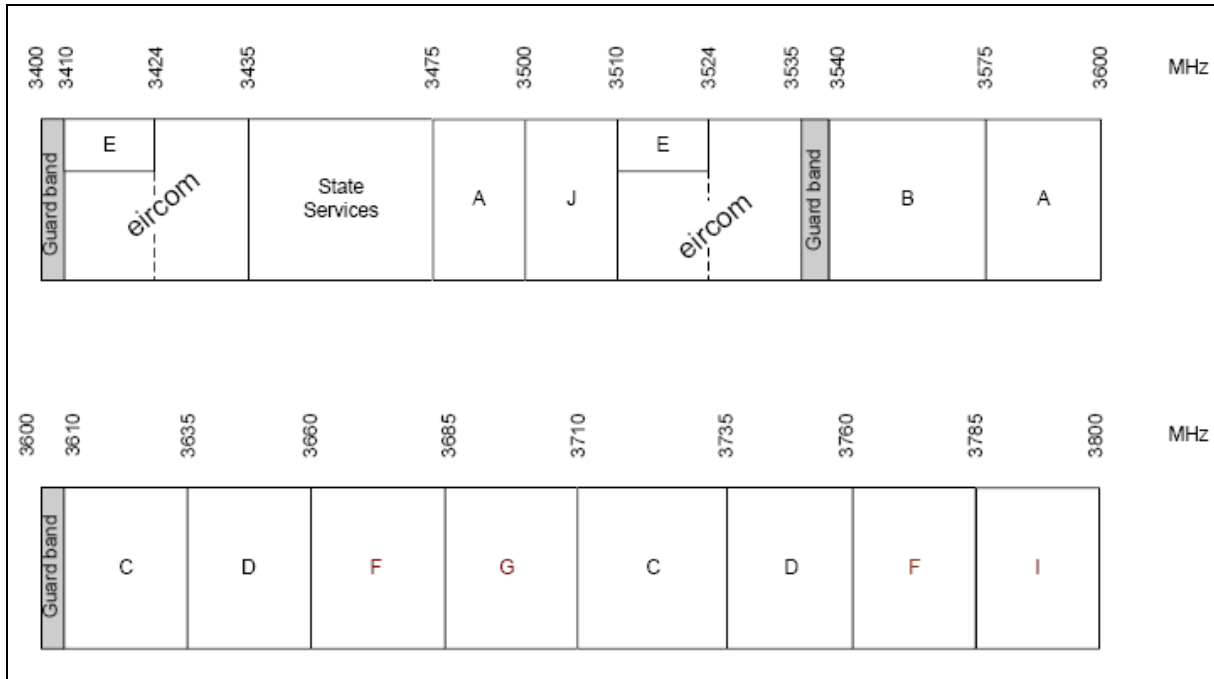 3400 3410 3424 3435 3475 3500 3510 3524 3535 3540 3575 3600 MHz
Guard band E eircom State Services A J E eircom Guard band B A
3600 3610 3635 3660 3685 3710 3735 3760 3785 3800 MHz
Guard band C D F G C D F I